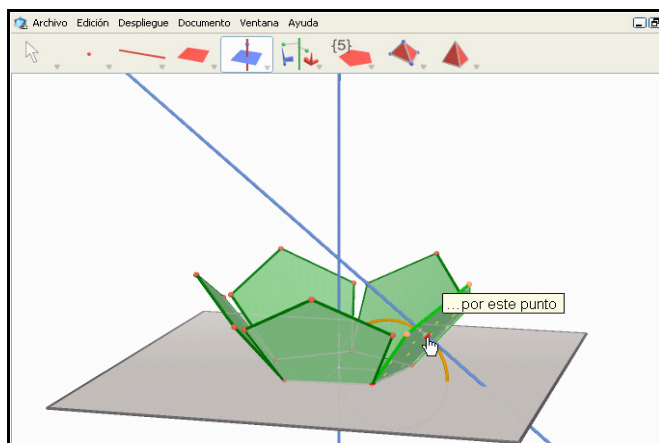 Archivo Edición Despliegue Documento Ventana Ayuda
{5}
...por este punto